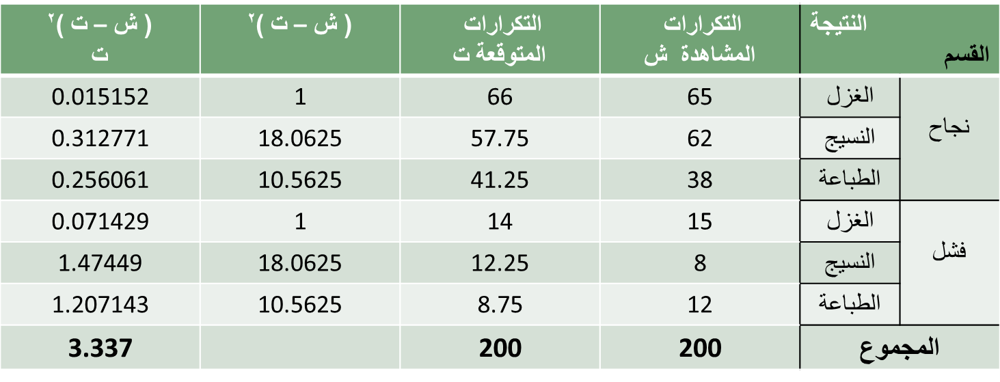 النتيجة
القسم
التكرارات
المشاهدة ش
التكرارات
المتوقعة ت
( ش – ت )٢
( ش – ت )٢
ت
نجاح
الغزل 65 66 1 0.015152
النسيج 62 57.75 18.0625 0.312771
الطباعة 38 41.25 10.5625 0.256061
فشل
الغزل 15 14 1 0.071429
النسيج 8 12.25 18.0625 1.47449
الطباعة 12 8.75 10.5625 1.207143
المجموع 200 200 3.337